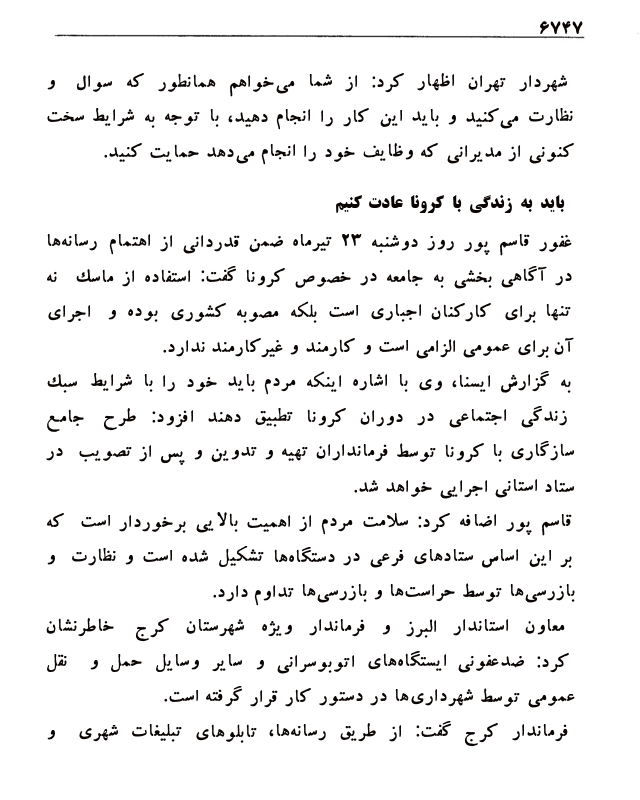 ۶۷۴۷
شهردار تهران اظهار کرد: از شما می‌خواهم همانطور که سوال و
نظارت می‌کنید و باید این کار را انجام دهید، با توجه به شرایط سخت
کنونی از مدیرانی که وظایف خود را انجام می‌دهد حمایت کنید.
باید به زندگی با کرونا عادت کنیم
غفور قاسم پور روز دوشنبه ۲۳ تیرماه ضمن قدردانی از اهتمام رسانه‌ها
در آگاهی بخشی به جامعه در خصوص کرونا گفت: استفاده از ماسك نه
تنها برای کارکنان اجباری است بلکه مصوبه کشوری بوده و اجرای
آن برای عمومی الزامی است و کارمند و غیرکارمند ندارد.
به گزارش ایسنا، وی با اشاره اینکه مردم باید خود را با شرایط سبك
زندگی اجتماعی در دوران کرونا تطبیق دهند افزود: طرح جامع
سازگاری با کرونا توسط فرمانداران تهیه و تدوین و پس از تصویب در
ستاد استانی اجرایی خواهد شد.
قاسم پور اضافه کرد: سلامت مردم از اهمیت بالایی برخوردار است که
بر این اساس ستادهای فرعی در دستگاه‌ها تشکیل شده است و نظارت و
بازرسی‌ها توسط حراست‌ها و بازرسی‌ها تداوم دارد.
معاون استاندار البرز و فرماندار ویژه شهرستان کرج خاطرنشان
کرد: ضدعفونی ایستگاه‌های اتوبوسرانی و سایر وسایل حمل و نقل
عمومی توسط شهرداری‌ها در دستور کار قرار گرفته است.
فرماندار کرج گفت: از طریق رسانه‌ها، تابلوهای تبلیغات شهری و